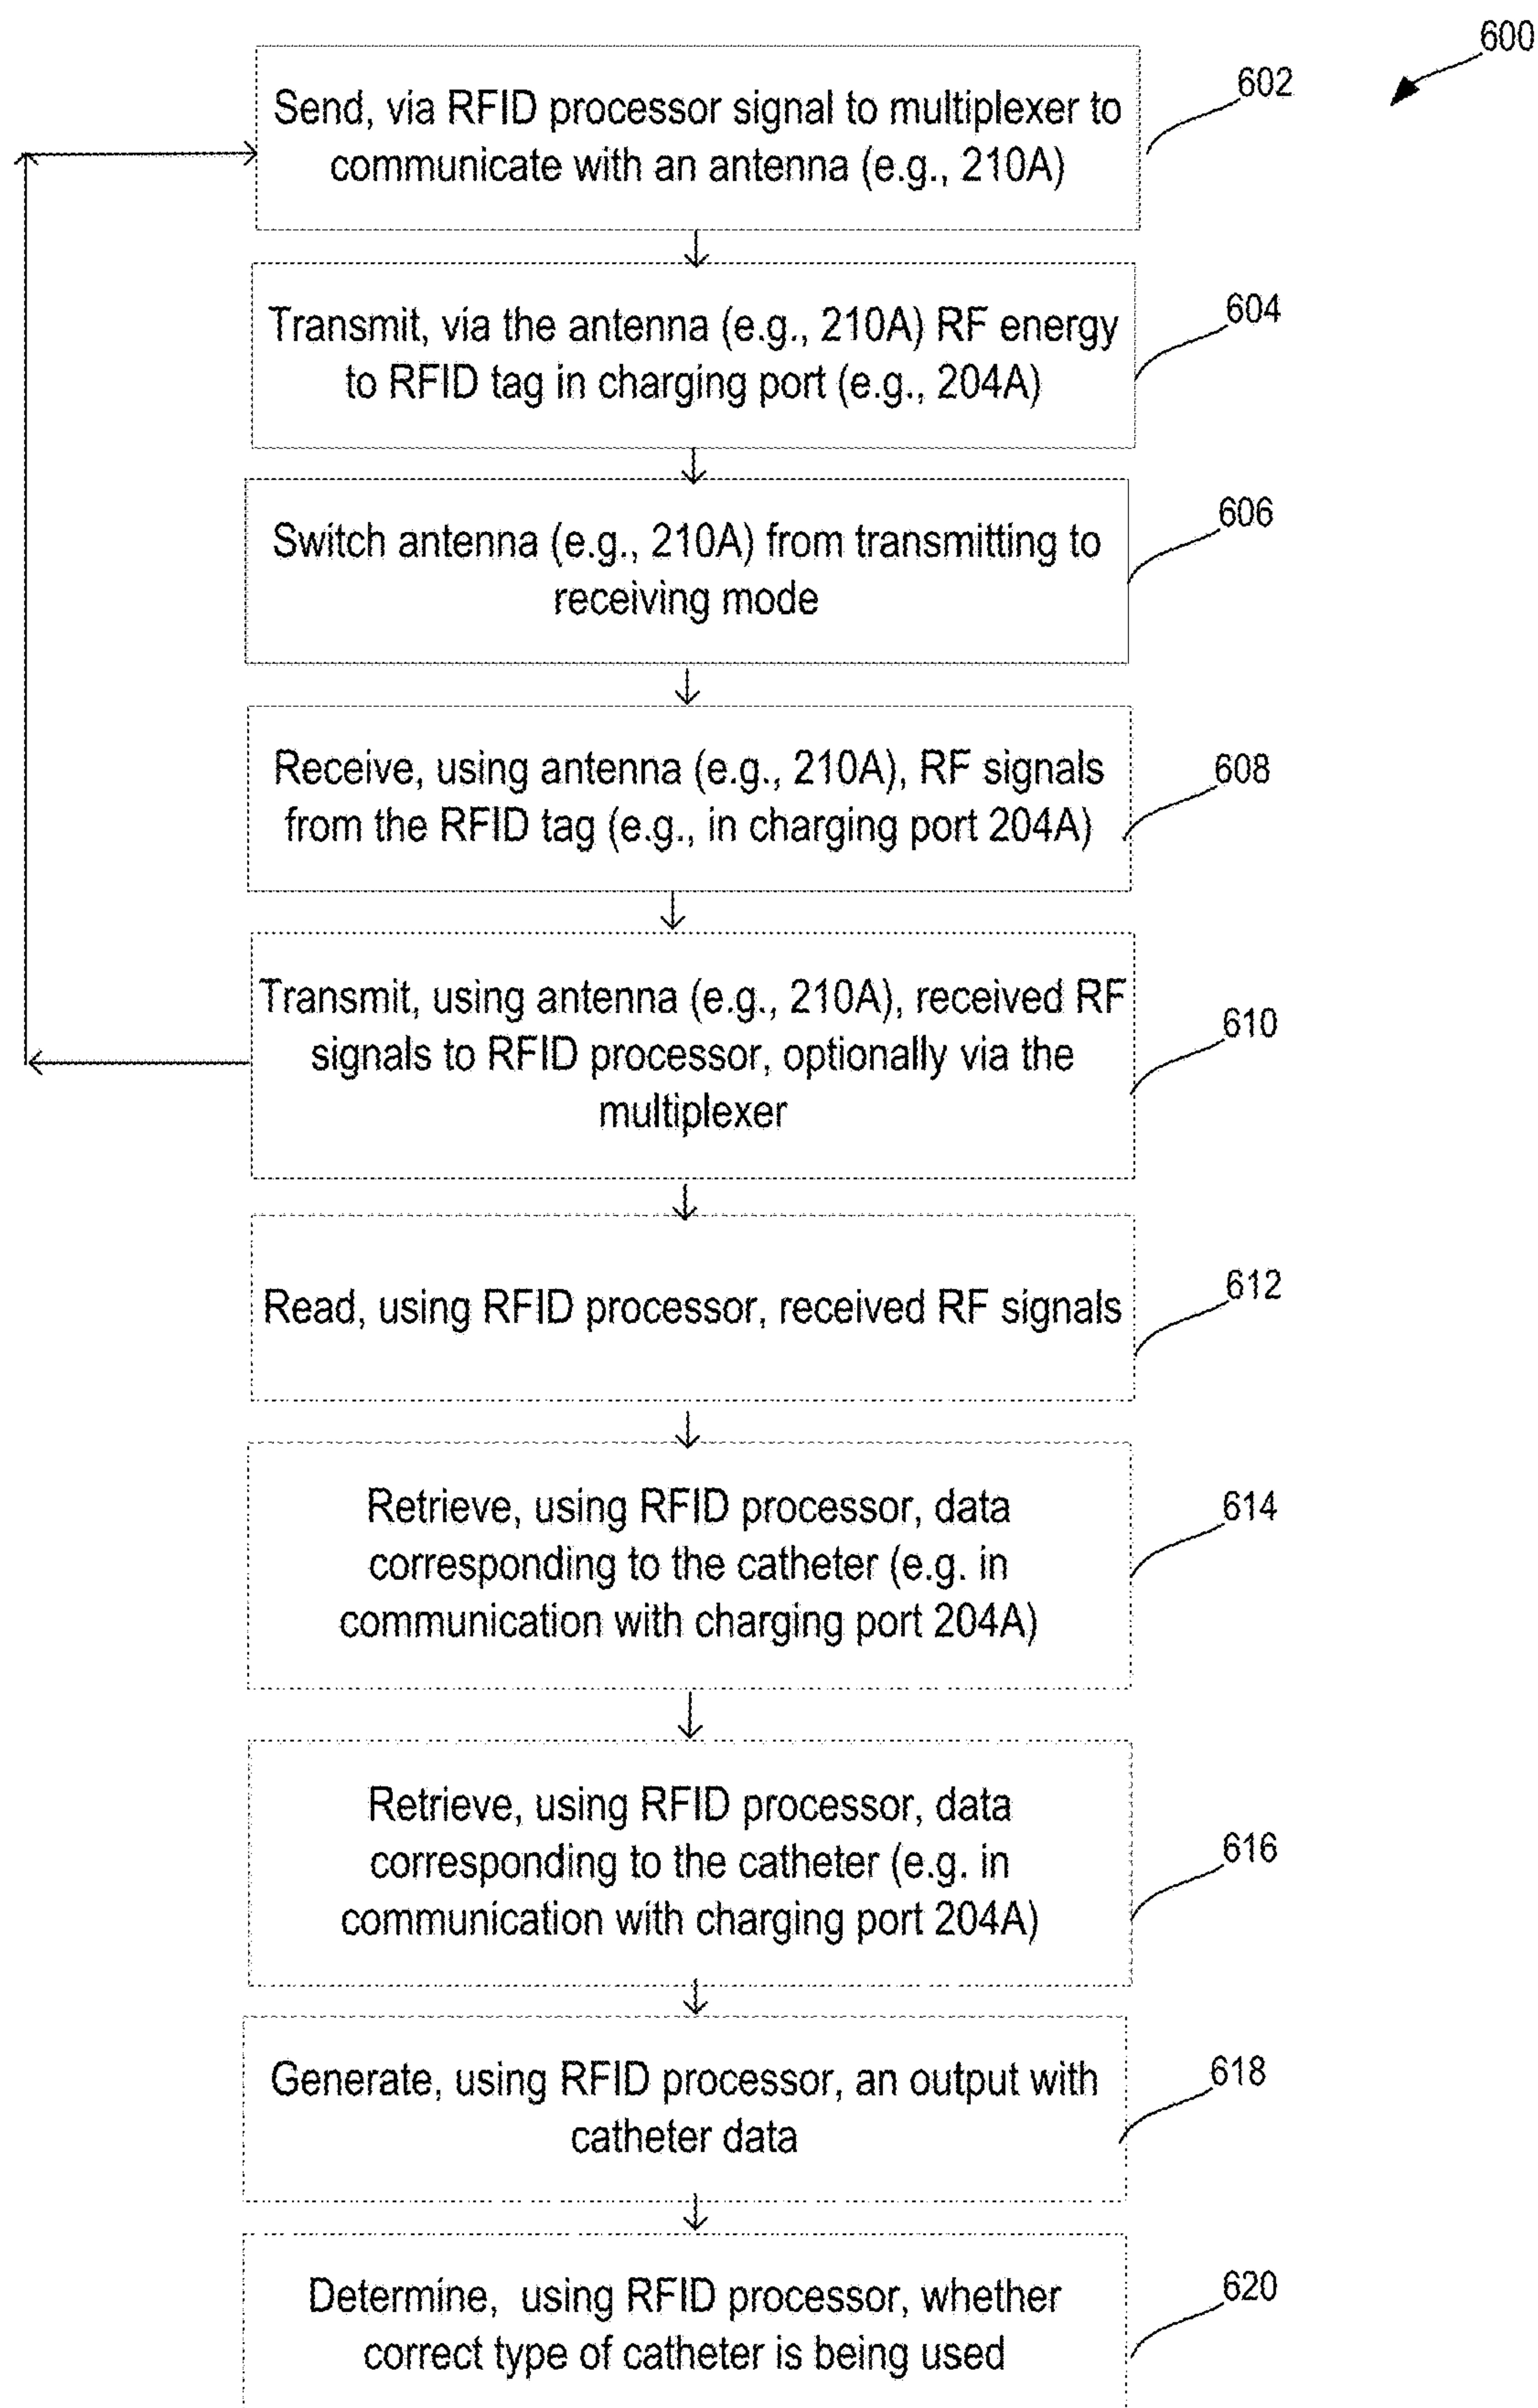 600
Send, via RFID processor signal to multiplexer to
communicate with an antenna (e.g., 210A)
602
Transmit, via the antenna (e.g., 210A) RF energy
to RFID tag in charging port (e.g., 204A)
604
Switch antenna (e.g., 210A) from transmitting to
receiving mode
606
Receive, using antenna (e.g., 210A), RF signals
from the RFID tag (e.g., in charging port 204A)
608
Transmit, using antenna (e.g., 210A), received RF
signals to RFID processor, optionally via the
multiplexer
610
Read, using RFID processor, received RF signals
612
Retrieve, using RFID processor, data
corresponding to the catheter (e.g. in
communication with charging port 204A)
614
Retrieve, using RFID processor, data
corresponding to the catheter (e.g. in
communication with charging port 204A)
616
Generate, using RFID processor, an output with
catheter data
618
Determine, using RFID processor, whether
correct type of catheter is being used
620